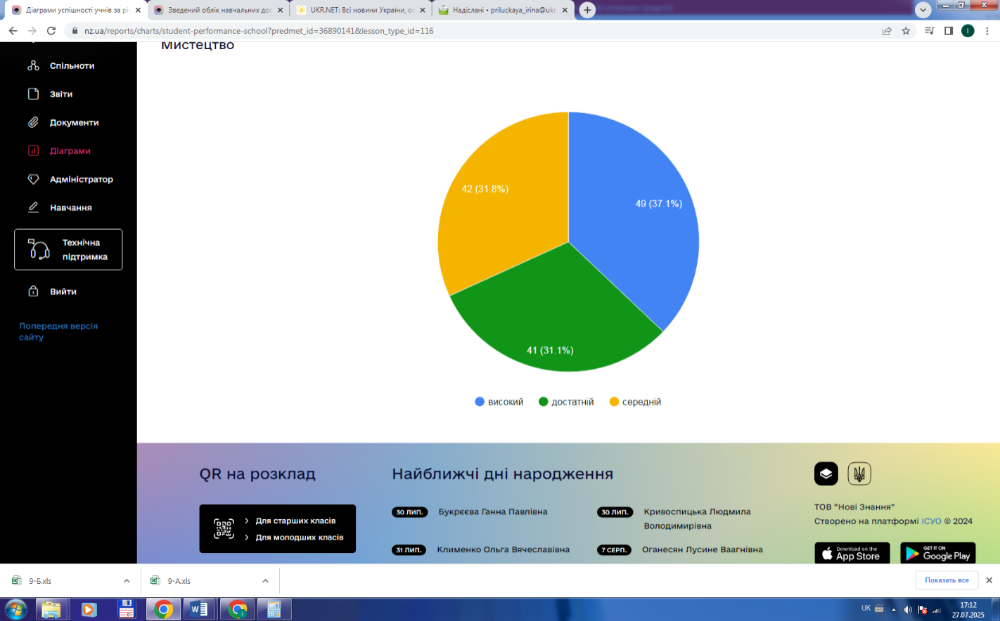 Діаграми успішності учнів за рі
Зведений облік навчальних дос
UKR.NET: Всі новини України, ос
Надіслані • priluckaya_irina@ukr
nz.ua/reports/charts/student-performance-school?predmet_id=36890141&lesson_type_id=116
I
Мистецтво
Спільноти
Звіти
Документи
Діаграми
Адміністратор
Навчання
Технічна
підтримка
Вийти
Попередня версія
сайту
42 (31.8%)
49 (37.1%)
41 (31.1%)
високий
достатній
середній
QR на розклад
Для старших класів
Для молодших класів
Найближчі дні народження
30 ЛИП.
Букрєєва Ганна Павлівна
30 ЛИП.
Кривоспицька Людмила
Володимирівна
31 ЛИП.
Клименко Ольга Вячеславівна
7 СЕРП.
Оганесян Лусине Ваагнівна
ТОВ "Нові Знання"
Створено на платформі ІСУО © 2024
Download on the
App Store
GET IT ON
Google Play
9-Б.xls
9-А.xls
Показать все
UK
17:12
27.07.2025